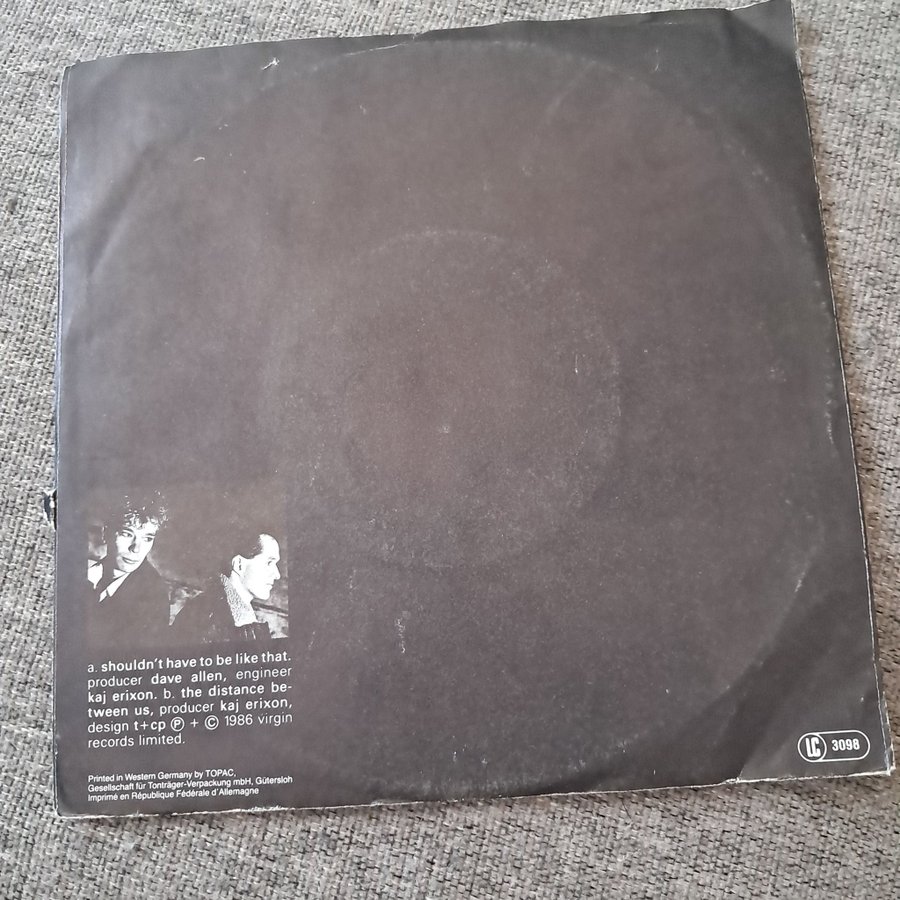 a. shouldn't have to be like that.
producer dave allen, engineer
kaj erixon. b. the distance be-
tween us, producer kaj erixon,
design t+cp Ⓟ + © 1986 virgin
records limited.
Printed in Western Germany by TOPAC,
Gesellschaft für Tonträger-Verpackung mbH, Gütersloh
Imprimé en République Fédérale d'Allemagne
LC 3098